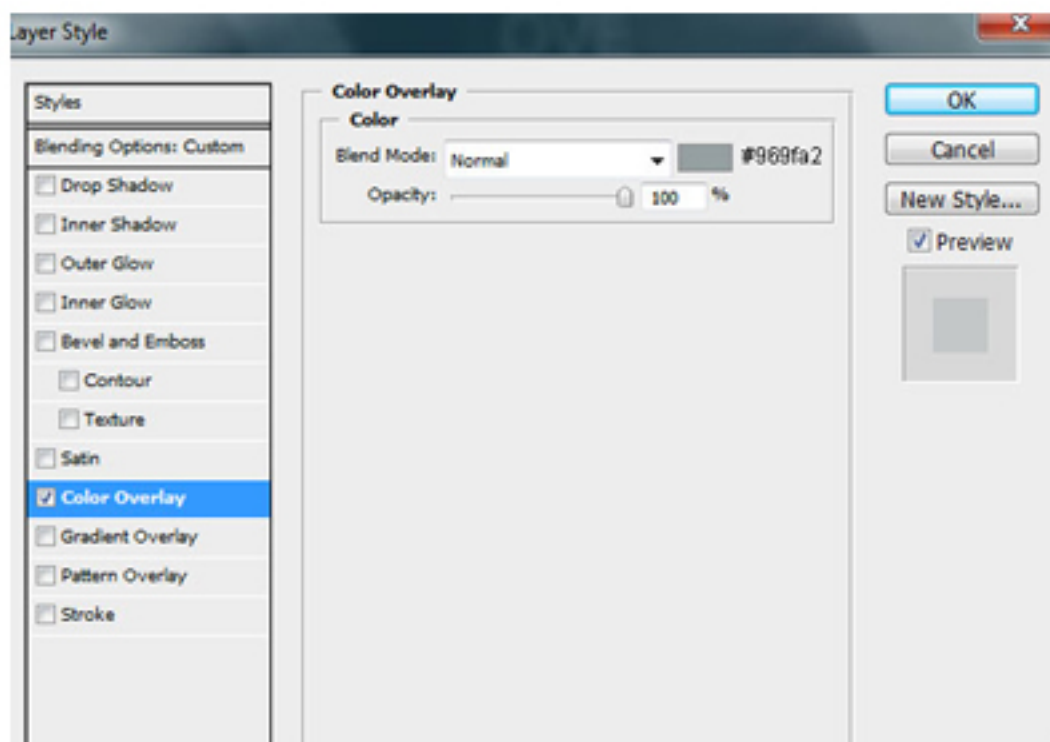 Layer Style
OVE
Styles
Blending Options: Custom
Drop Shadow
Inner Shadow
Outer Glow
Inner Glow
Bevel and Emboss
Contour
Texture
Satin
Color Overlay
Gradient Overlay
Pattern Overlay
Stroke
Color Overlay
Color
Blend Mode: Normal #969fa2
Opacity: 100 %
OK
Cancel
New Style...
Preview